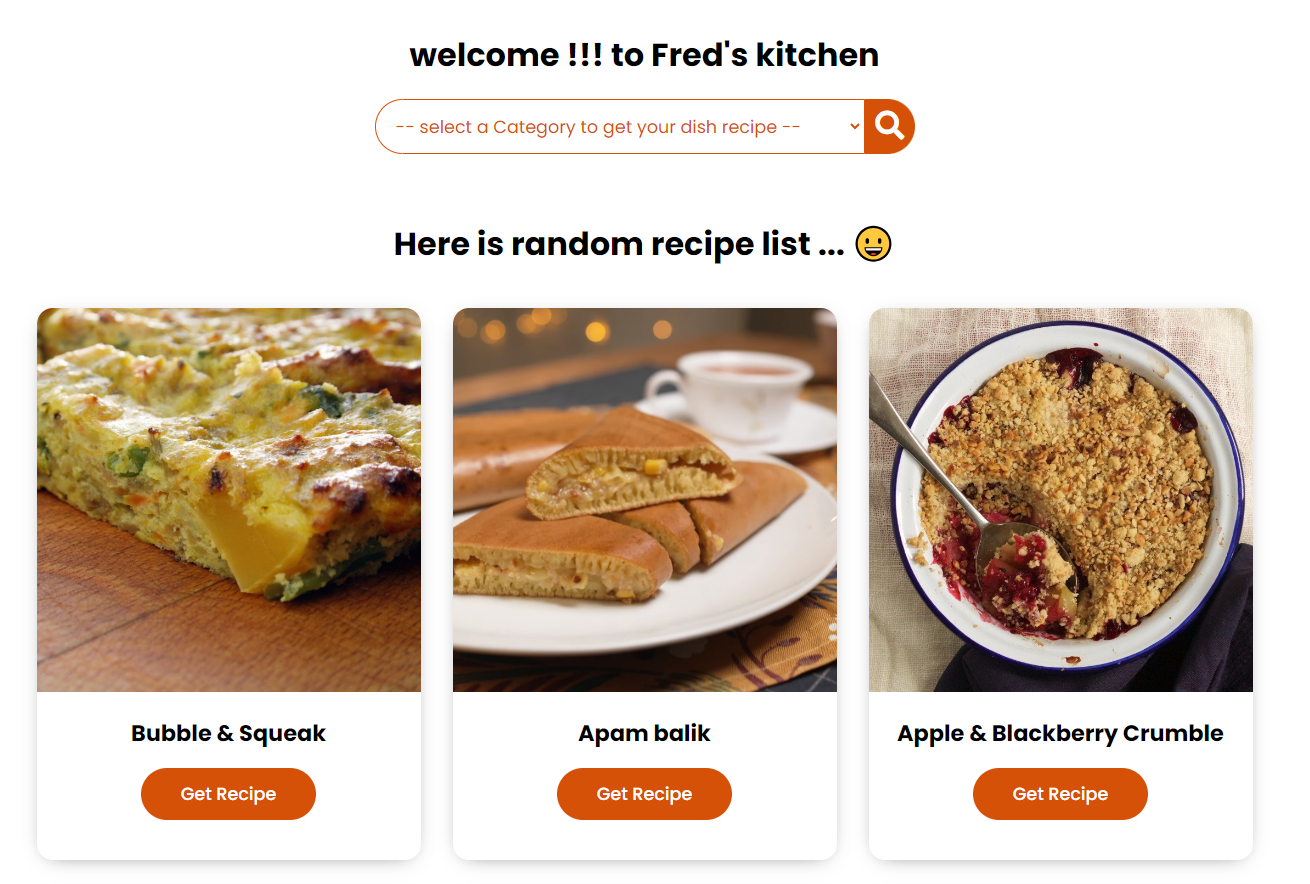 welcome !!! to Fred's kitchen
-- select a Category to get your dish recipe --
Here is random recipe list ... 😀
Bubble & Squeak
Apam balik
Apple & Blackberry Crumble
Get Recipe
Get Recipe
Get Recipe